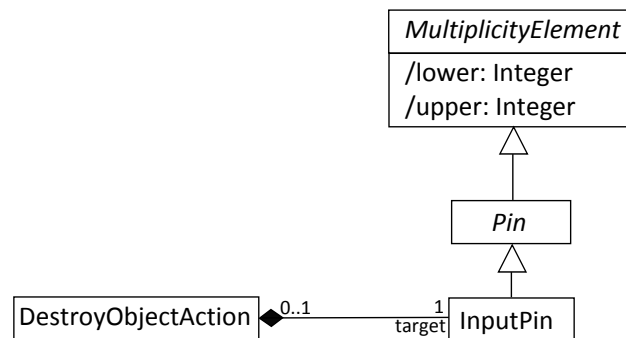 MultiplicityElement
/lower: Integer
/upper: Integer
Pin
DestroyObjectAction
0..1
1
target
InputPin